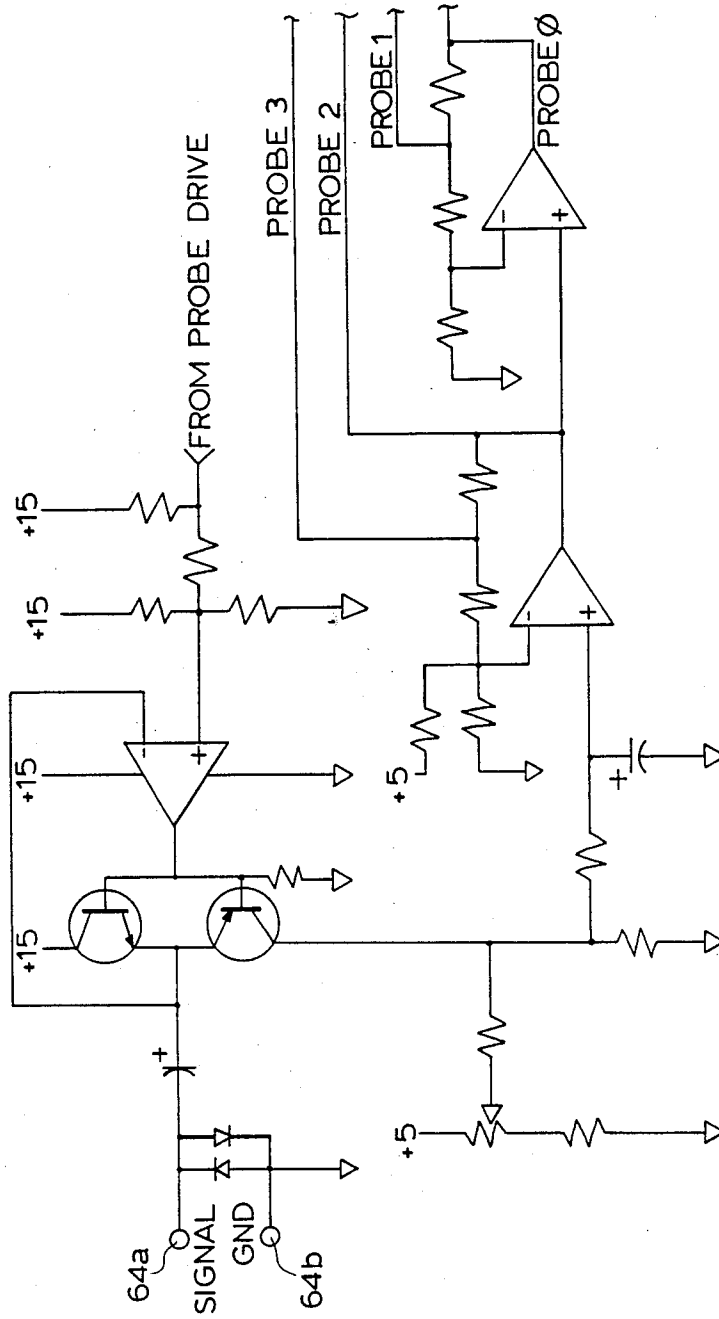 +15
+15
+15
+15
FROM PROBE DRIVE
-
+
+
64a
SIGNAL
GND
64b
PROBE 3
PROBE 2
PROBE 1
PROBE Ø
-
+
+5
-
+
+
+5